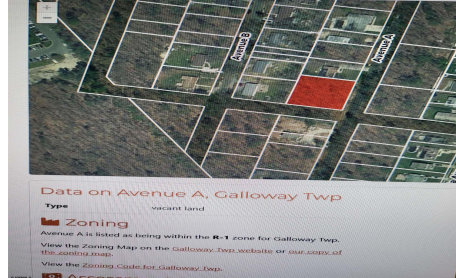 Avenue B
Avenue A
Data on Avenue A, Galloway Twp
Type vacant land
Zoning
Avenue A is listed as being within the R-1 zone for Galloway Twp.
View the Zoning Map on the Galloway Twp website or our copy of
the zoning map.
View the Zoning Code for Galloway Twp.